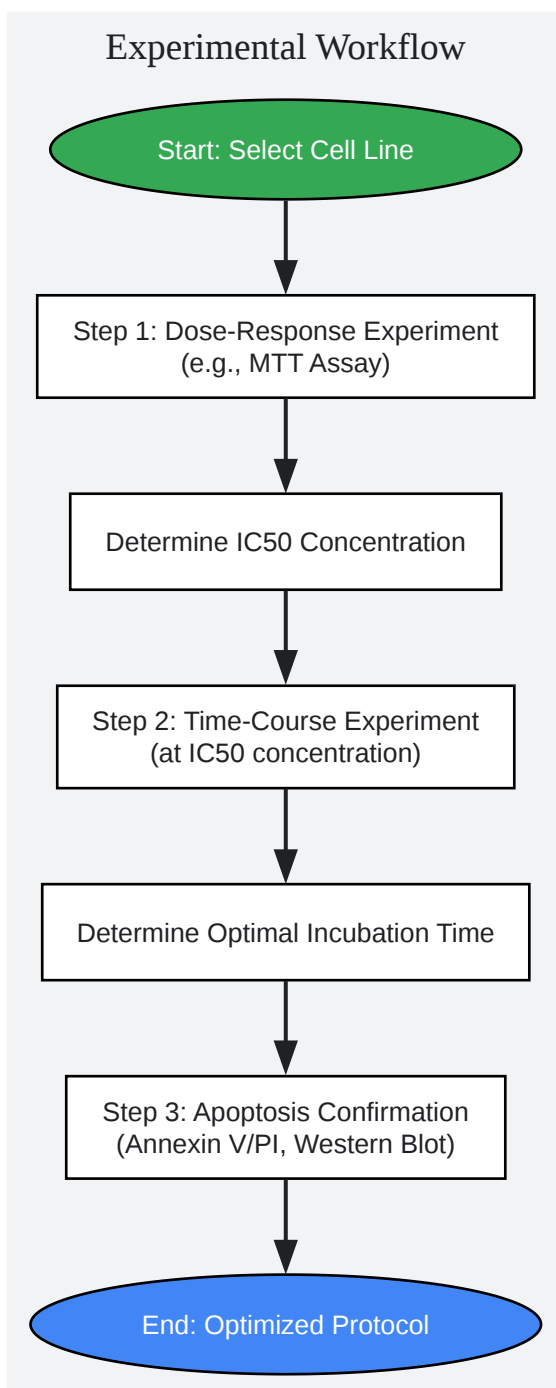 Experimental Workflow
Start: Select Cell Line
Step 1: Dose-Response Experiment
(e.g., MTT Assay)
Determine IC50 Concentration
Step 2: Time-Course Experiment
(at IC50 concentration)
Determine Optimal Incubation Time
Step 3: Apoptosis Confirmation
(Annexin V/PI, Western Blot)
End: Optimized Protocol